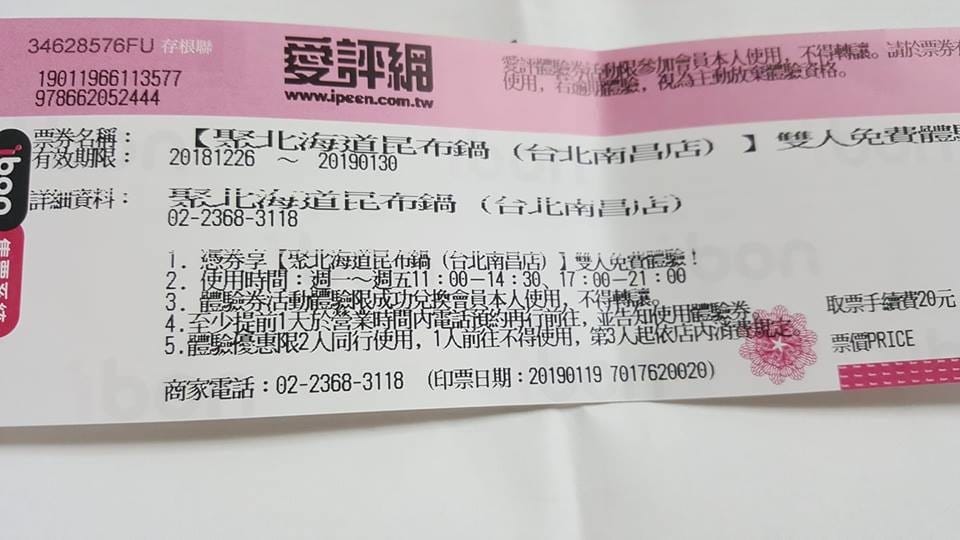 34628576FU 存根聯
19011966113577
978662052444
愛評網
www.ipeen.com.tw
愛評體驗券活動限參加會員本人使用，不得轉讓。請於票券有
使用，若逾期體驗，視為主動放棄體驗資格。
票券名稱：【聚北海道昆布鍋（台北南昌店）】雙人免費體驗
有效期限：20181226 ～ 20190130
詳細資料：聚北海道昆布鍋（台北南昌店）
02-2368-3118
1. 憑券享【聚北海道昆布鍋（台北南昌店）】雙人免費體驗！
2. 使用時間：週一～週五11：00-14：30、17：00-21：00
3. 體驗券活動體驗限成功兌換會員本人使用，不得轉讓。
4.至少提前1天於營業時間內電話預約再行前往，並告知使用體驗券。
5.體驗優惠限2人同行使用，1人前往不得使用，第3人起依店內消費規定。
商家電話：02-2368-3118 （印票日期：20190119 7017620020）
取票手續費20元
票價PRICE
ibon
售票系統